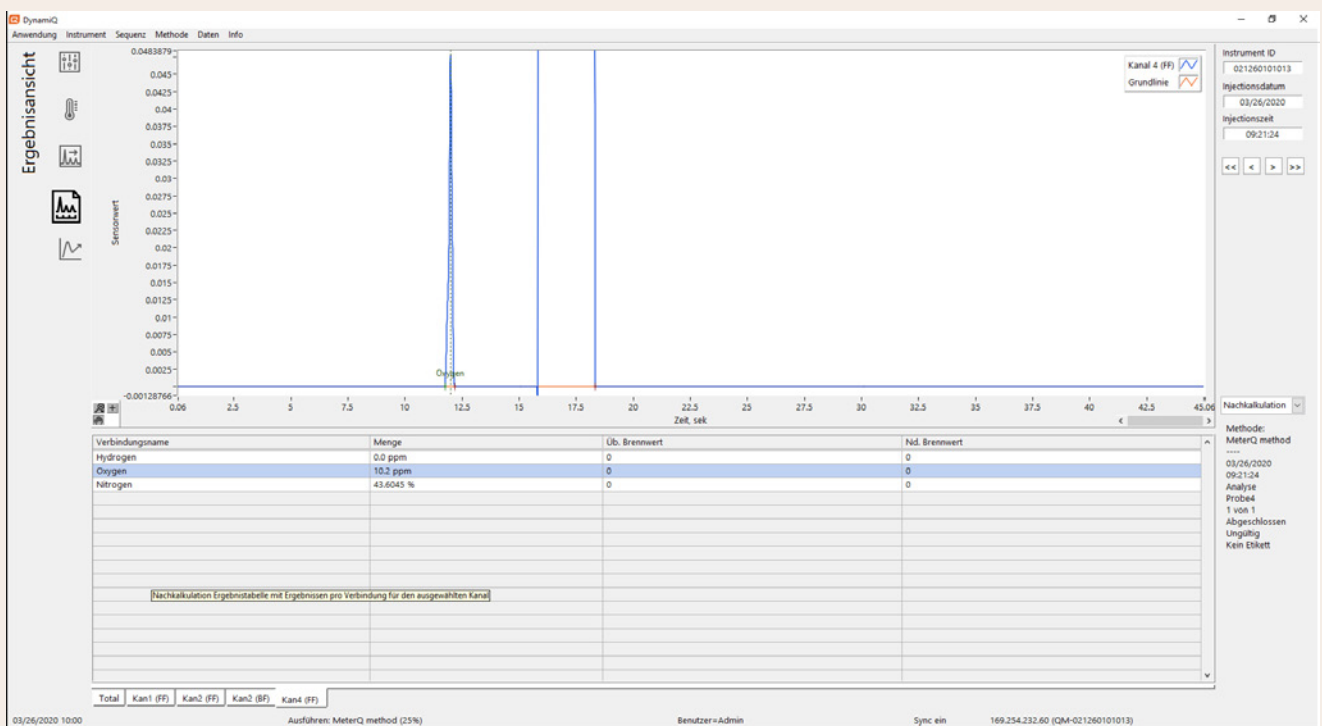 DynamiQ
Anwendung Instrument Sequenz Methode Daten Info
Ergebnisansicht
Sensorwert
0.0483879
0.045
0.0425
0.04
0.0375
0.035
0.0325
0.03
0.0275
0.025
0.0225
0.02
0.0175
0.015
0.0125
0.01
0.0075
0.005
0.0025
-0.00128766
Oxygen
Kanal 4 (FF)
Grundlinie
0.06 2.5 5 7.5 10 12.5 15 17.5 20 22.5 25 27.5 30 32.5 35 37.5 40 42.5 45.06
Zeit, sek
Instrument ID
021260101013
Injectionsdatum
03/26/2020
Injectionszeit
09:21:24
<< < > >>
Nachkalkulation
Methode:
MeterQ method
----
03/26/2020
09:21:24
Analyse
Probe4
1 von 1
Abgeschlossen
Ungültig
Kein Etikett
Verbindungsname Menge Üb. Brennwert Nd. Brennwert
Hydrogen 0.0 ppm 0 0
Oxygen 10.2 ppm 0 0
Nitrogen 43.6045 % 0 0
Nachkalkulation Ergebnistabelle mit Ergebnissen pro Verbindung für den ausgewählten Kanal
Total Kan1 (FF) Kan2 (FF) Kan2 (BF) Kan4 (FF)
03/26/2020 10:00 Ausführen: MeterQ method (25%) Benutzer=Admin Sync ein 169.254.232.60 (QM-021260101013)